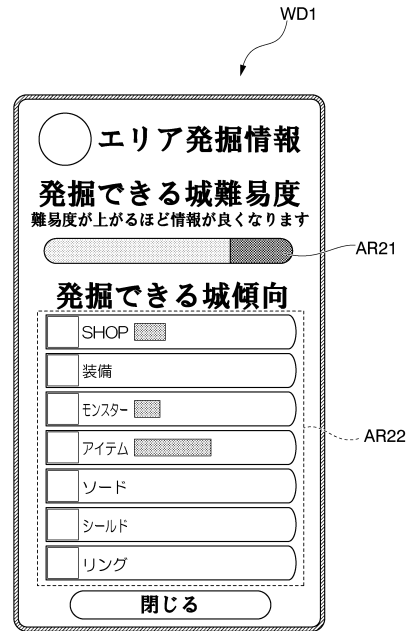 WD1
エリア発掘情報
発掘できる城難易度
難易度が上がるほど情報が良くなります
AR21
発掘できる城傾向
SHOP
装備
モンスター
アイテム
AR22
ソード
シールド
リング
閉じる